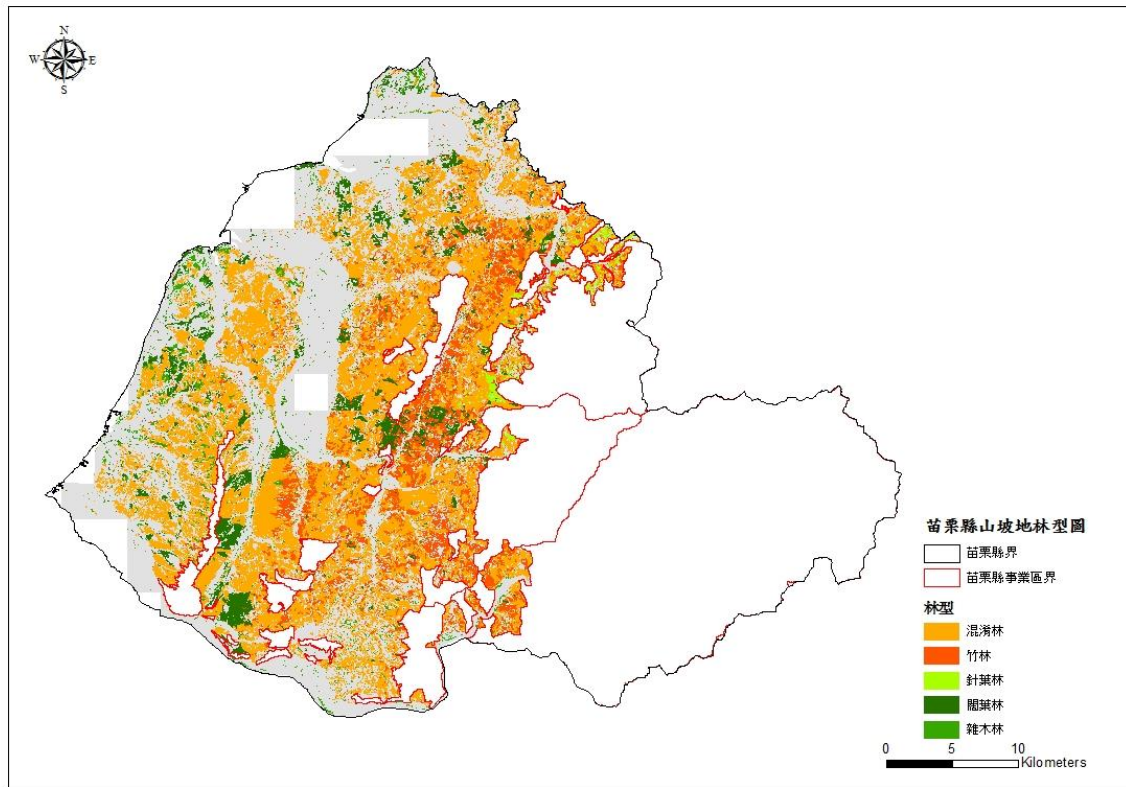 N
W E
S
苗栗縣山坡地林型圖
苗栗縣界
苗栗縣事業區界
林型
混淆林
竹林
針葉林
闊葉林
雜木林
0 5 10
Kilometers